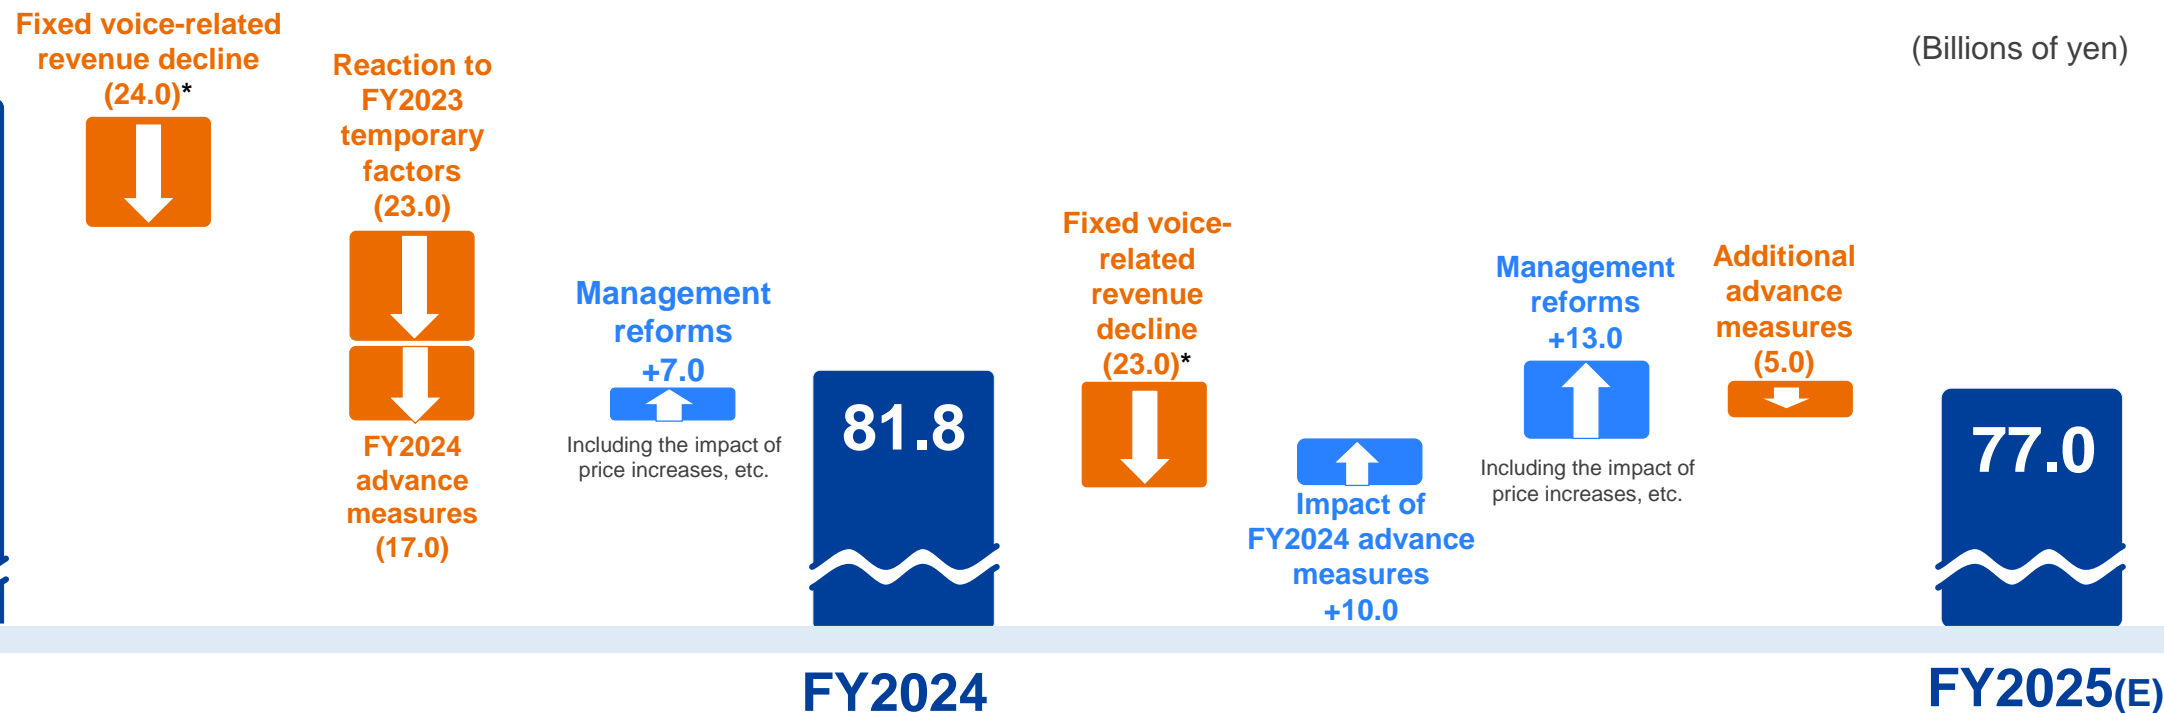 Fixed voice-related
revenue decline
(24.0)*
Reaction to
FY2023
temporary
factors
(23.0)
FY2024
advance
measures
(17.0)
Management
reforms
+7.0
Including the impact of
price increases, etc.
81.8
FY2024
Fixed voice-
related
revenue
decline
(23.0)*
Impact of
FY2024 advance
measures
+10.0
Management
reforms
+13.0
Including the impact of
price increases, etc.
Additional
advance
measures
(5.0)
(Billions of yen)
77.0
FY2025(E)